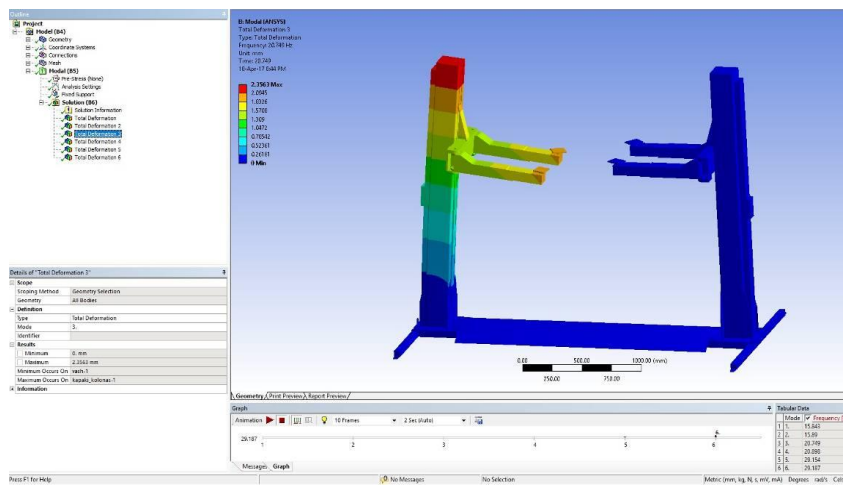 Outline
Project
Model (B4)
Geometry
Coordinate Systems
Connections
Mesh
Modal (B5)
Pre-Stress (None)
Analysis Settings
Fixed Support
Solution (B6)
Solution Information
Total Deformation
Total Deformation 2
Total Deformation 3
Total Deformation 4
Total Deformation 5
Total Deformation 6
B: Modal (ANSYS)
Total Deformation 3
Type: Total Deformation
Frequency: 20.749 Hz
Unit: mm
Time: 20.749
16-Apr-17 6:44 PM
2.3563 Max
2.0945
1.8326
1.5708
1.309
1.0472
0.78542
0.52361
0.26181
0 Min
0.00 500.00 1000.00 (mm)
250.00 750.00
Details of "Total Deformation 3"
Scope
Scoping Method Geometry Selection
Geometry All Bodies
Definition
Type Total Deformation
Mode 3.
Identifier
Results
Minimum 0. mm
Maximum 2.3563 mm
Minimum Occurs On vash-1
Maximum Occurs On kapaki_kolonas-1
Information
Geometry Print Preview Report Preview
Graph
Animation 10 Frames 2 Sec (Auto)
29.187
1 2 3 4 5 6
Messages Graph
Tabular Data
Mode Frequency [
1 1. 15.843
2 2. 15.89
3 3. 20.749
4 4. 20.898
5 5. 29.154
6 6. 29.187
Press F1 for Help No Messages No Selection Metric (mm, kg, N, s, mV, mA) Degrees rad/s Cels